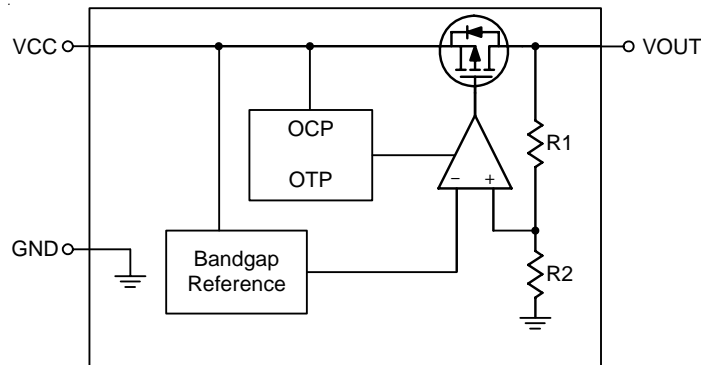 VCC
VOUT
OCP
OTP
R1
− +
GND
Bandgap
Reference
R2